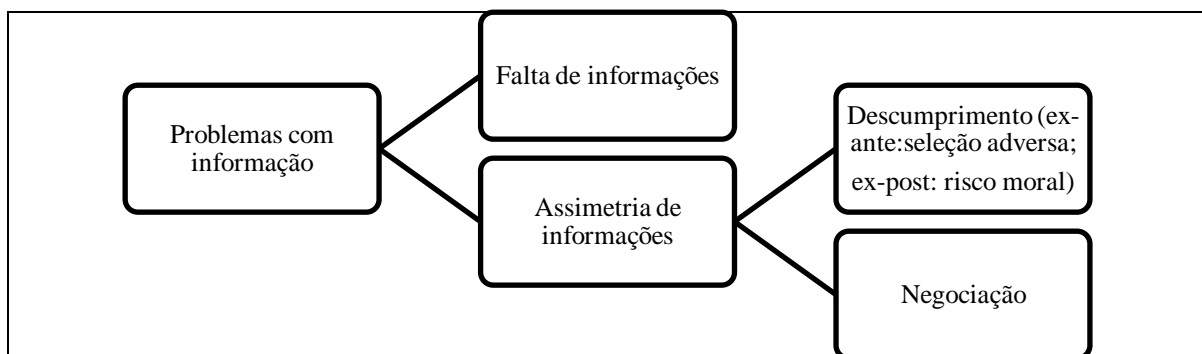 Problemas com
informação
Falta de informações
Assimetria de
informações
Descumprimento (ex-
ante:seleção adversa;
ex-post: risco moral)
Negociação